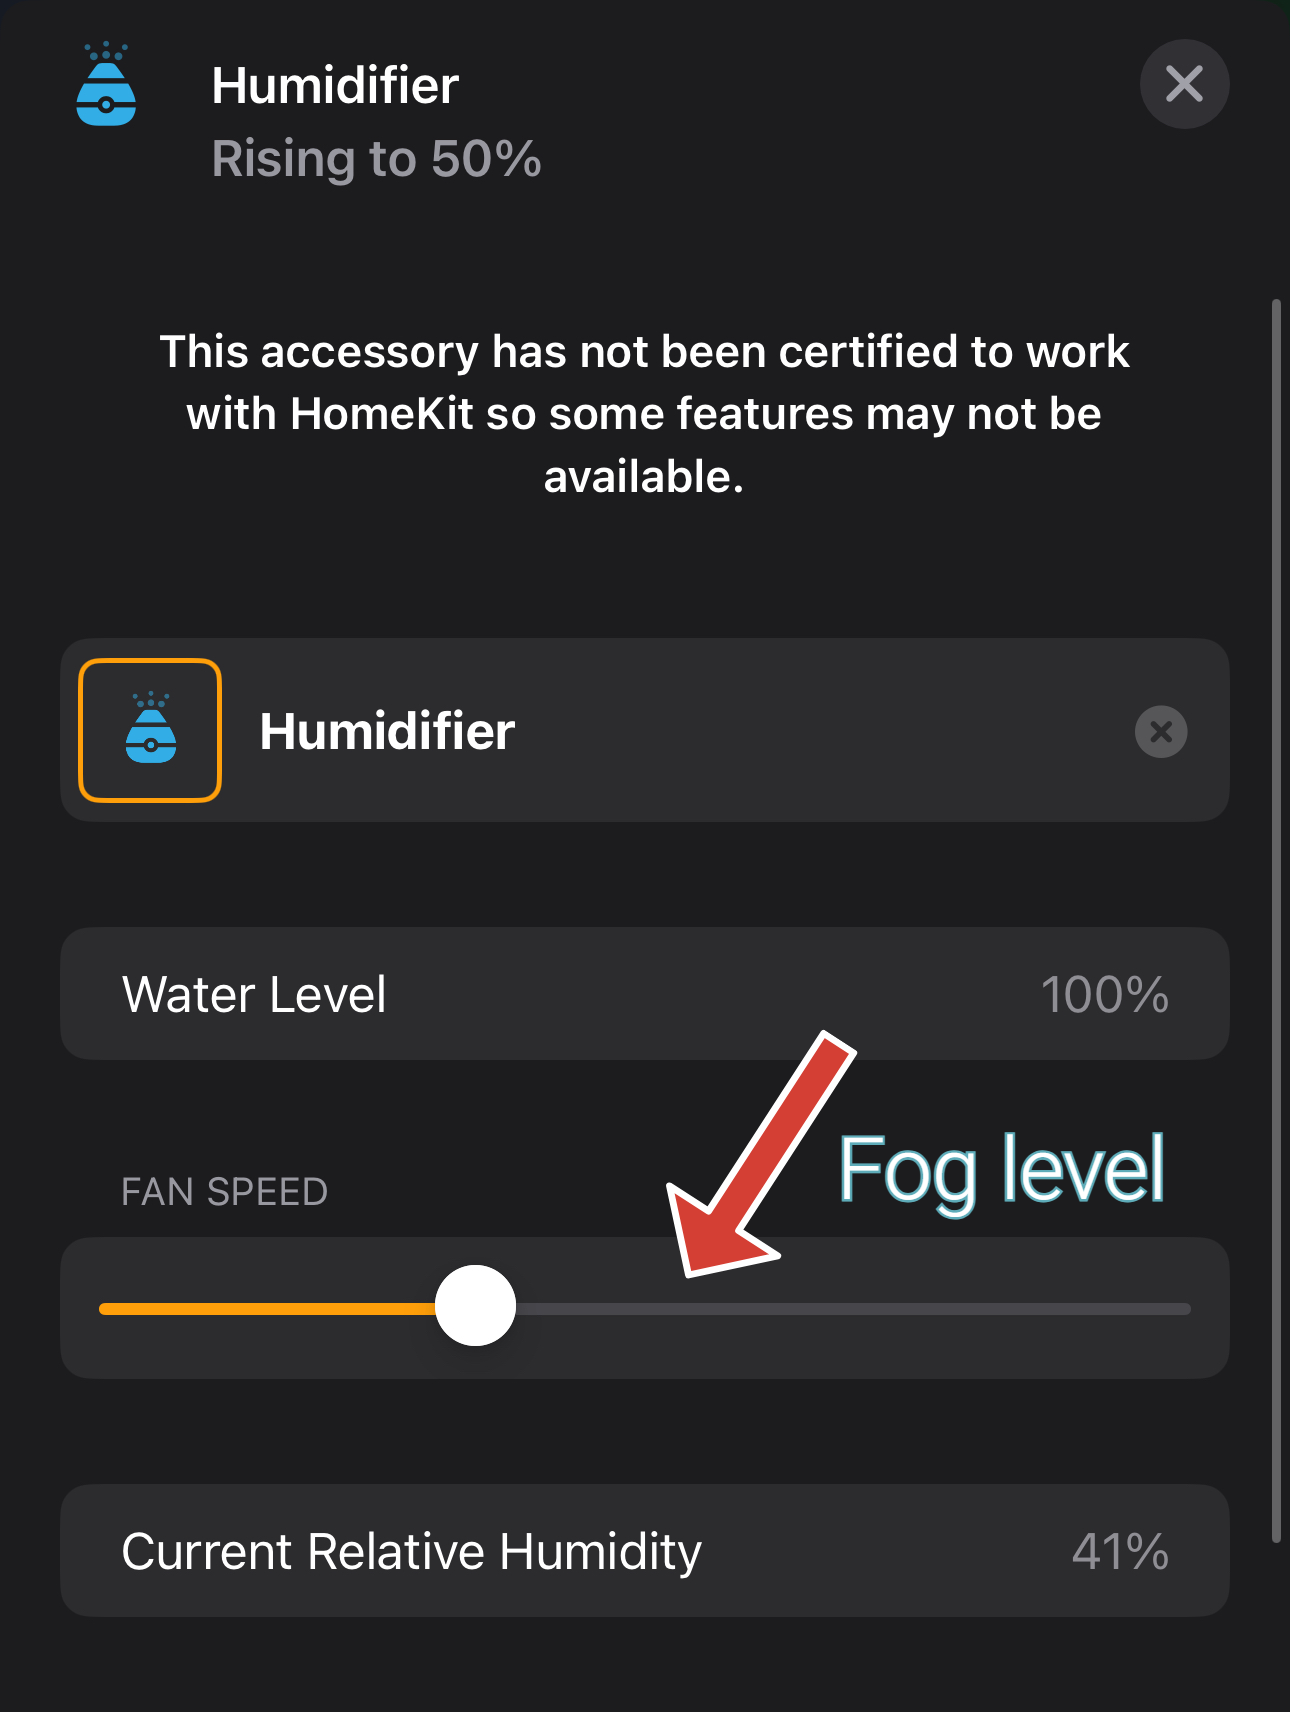 Humidifier
Rising to 50%
This accessory has not been certified to work
with HomeKit so some features may not be
available.
Humidifier
Water Level 100%
Fog level
FAN SPEED
Current Relative Humidity 41%